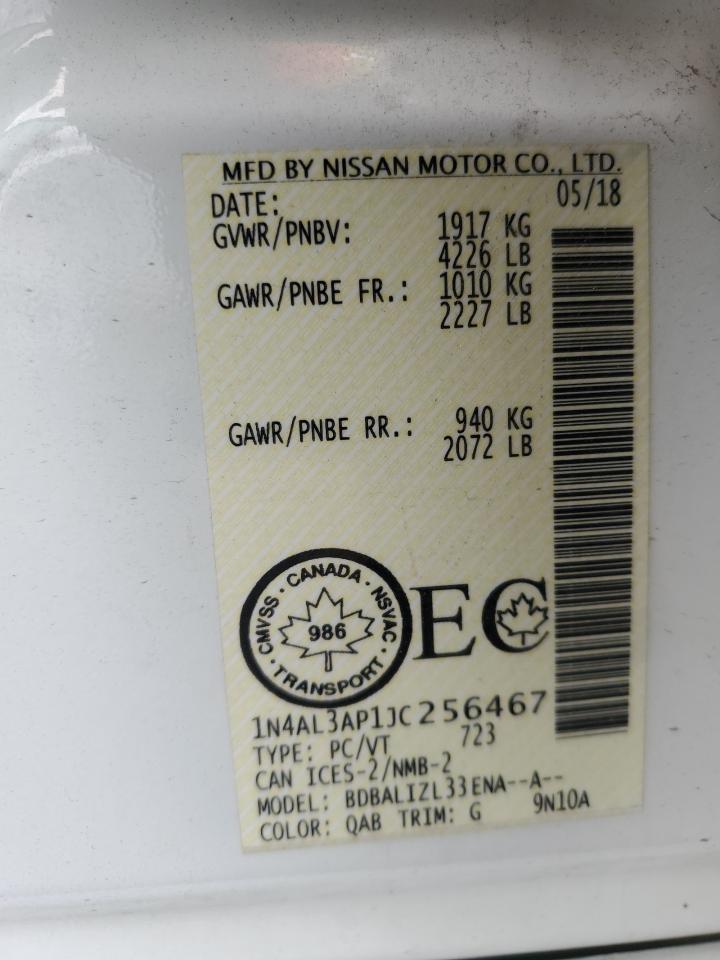 MFD BY NISSAN MOTOR CO., LTD.
DATE: 05/18
GVWR/PNBV: 1917 KG
4226 LB
GAWR/PNBE FR.: 1010 KG
2227 LB
GAWR/PNBE RR.: 940 KG
2072 LB
CMVSS · CANADA · NSVAC · TRANSPORT ·
986
EC
1N4AL3AP1JC256467
TYPE: PC/VT 723
CAN ICES-2/NMB-2
MODEL: BDBALIZL33ENA--A--
COLOR: QAB TRIM: G 9N10A